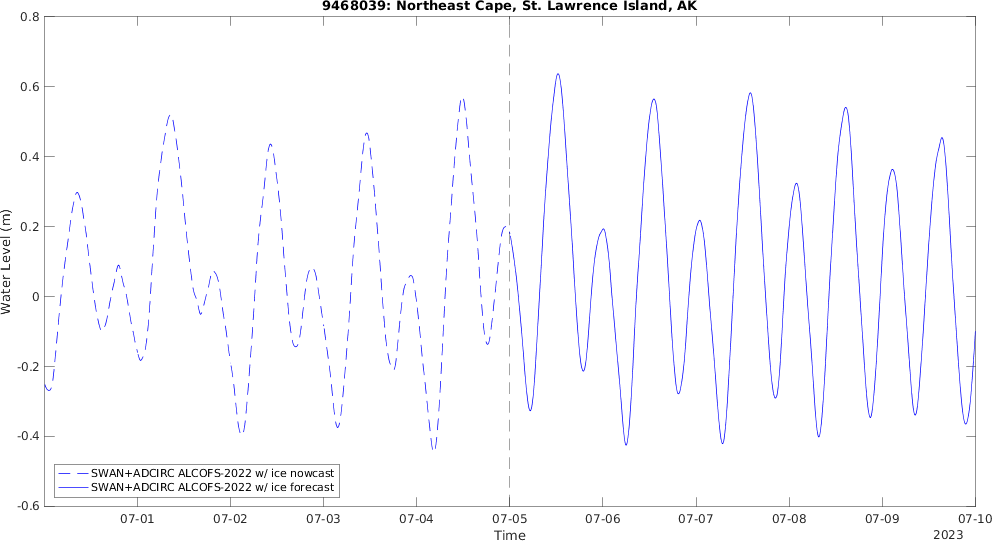 9468039: Northeast Cape, St. Lawrence Island, AK
0.8
0.6
0.4
0.2
0
-0.2
-0.4
-0.6
Water Level (m)
SWAN+ADCIRC ALCOFS-2022 w/ ice nowcast
SWAN+ADCIRC ALCOFS-2022 w/ ice forecast
07-01 07-02 07-03 07-04 07-05 07-06 07-07 07-08 07-09 07-10
Time
2023